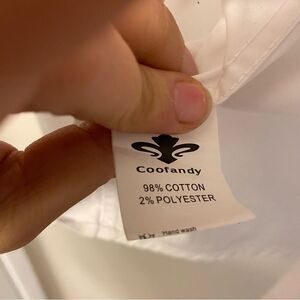 Coofandy
98% COTTON
2% POLYESTER
Hand wash